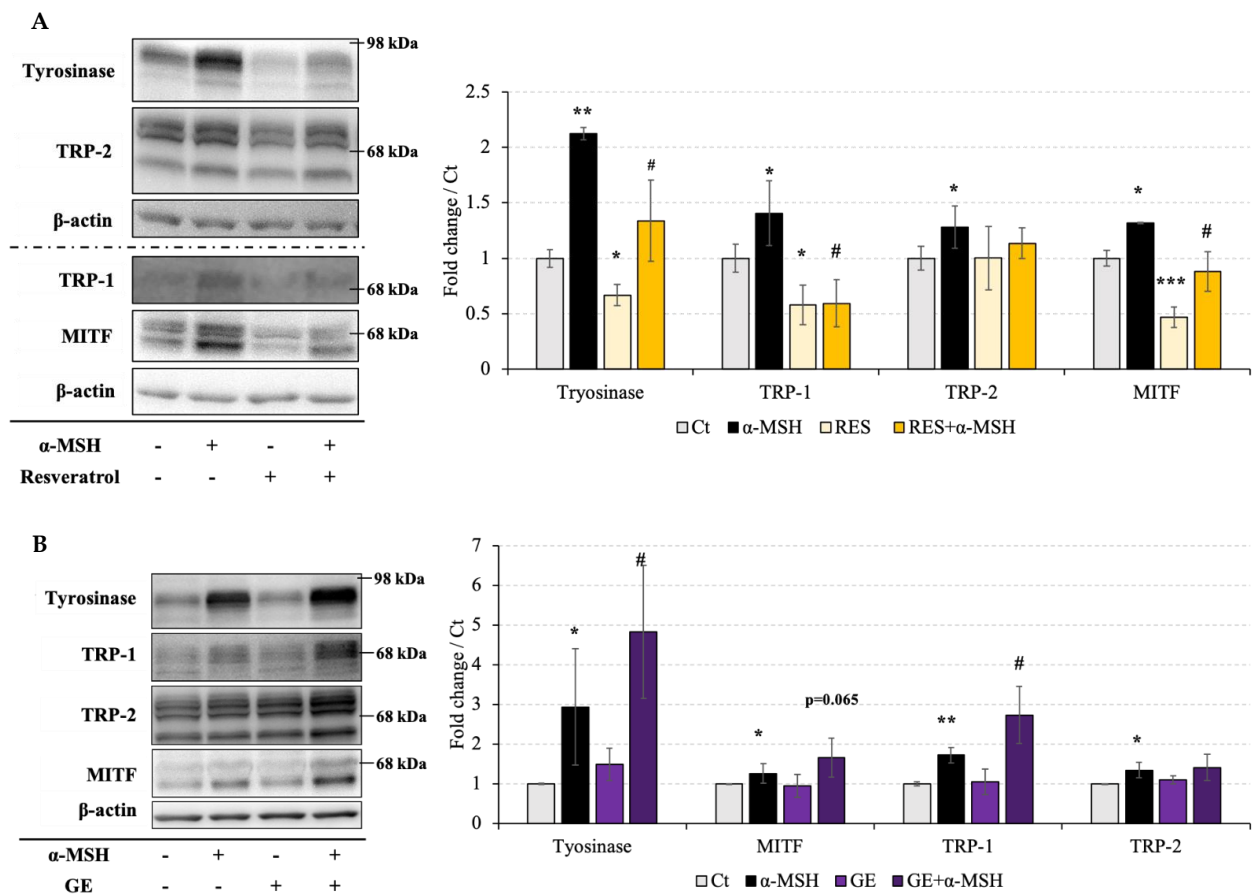 A
98 kDa
Tyrosinase
TRP-2
68 kDa
β-actin
TRP-1
68 kDa
MITF
68 kDa
β-actin
α-MSH - + - +
Resveratrol - - + +
Fold change / Ct
2.5
2
1.5
1
0.5
0
** * # * * # * * *** #
Tryosinase TRP-1 TRP-2 MITF
Ct α-MSH RES RES+α-MSH
B
98 kDa
Tyrosinase
TRP-1
68 kDa
TRP-2
68 kDa
MITF
68 kDa
β-actin
α-MSH - + - +
GE - - + +
Fold change / Ct
7
6
5
4
3
2
1
0
* # * p=0.065 ** # *
Tyosinase MITF TRP-1 TRP-2
Ct α-MSH GE GE+α-MSH